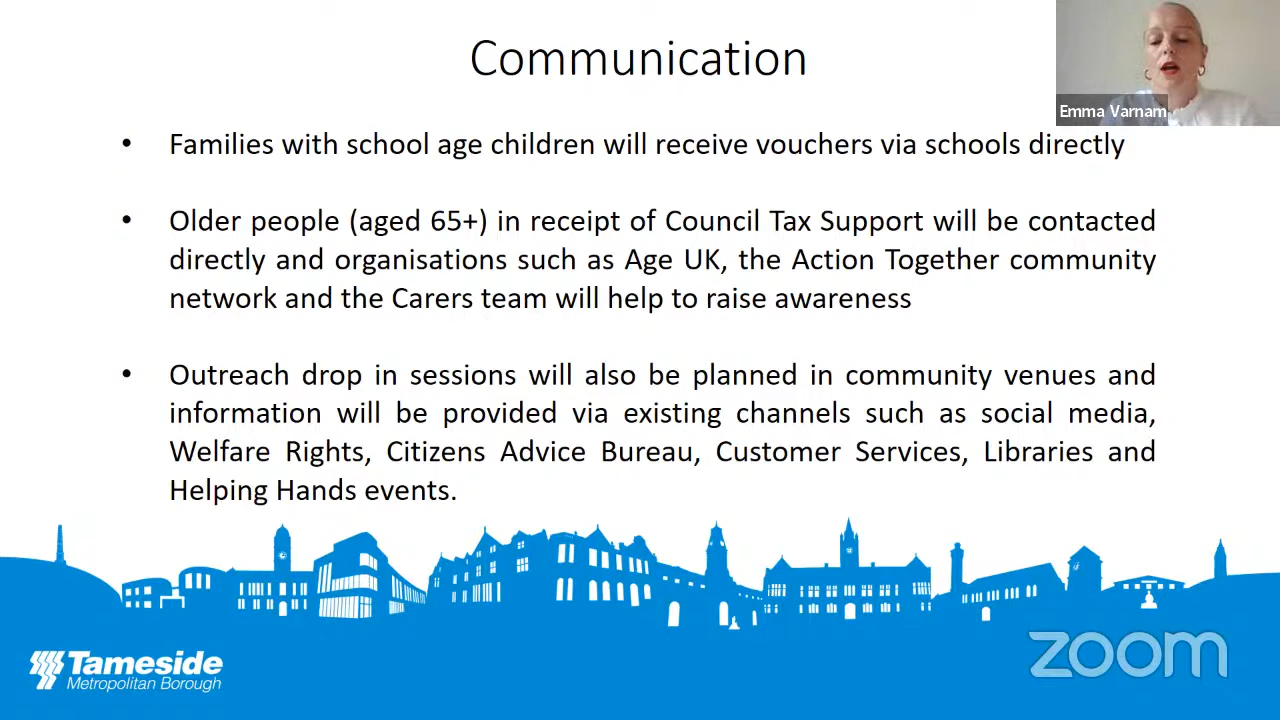 Communication
Emma Varnam
• Families with school age children will receive vouchers via schools directly
• Older people (aged 65+) in receipt of Council Tax Support will be contacted
directly and organisations such as Age UK, the Action Together community
network and the Carers team will help to raise awareness
• Outreach drop in sessions will also be planned in community venues and
information will be provided via existing channels such as social media,
Welfare Rights, Citizens Advice Bureau, Customer Services, Libraries and
Helping Hands events.
Tameside
Metropolitan Borough
zoom